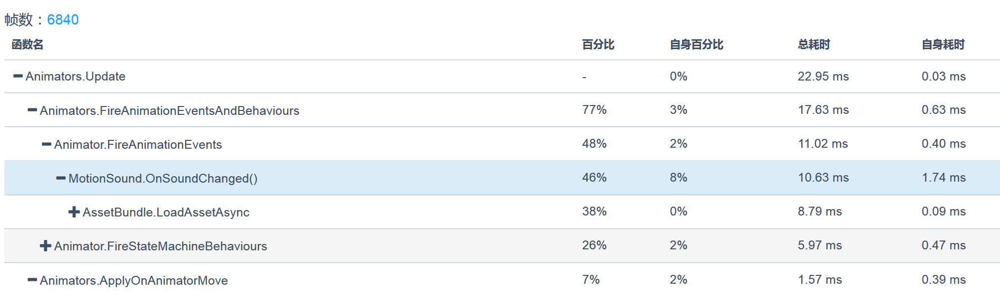 帧数：6840
函数名 百分比 自身百分比 总耗时 自身耗时
Animators.Update - 0% 22.95 ms 0.03 ms
Animators.FireAnimationEventsAndBehaviours 77% 3% 17.63 ms 0.63 ms
Animator.FireAnimationEvents 48% 2% 11.02 ms 0.40 ms
MotionSound.OnSoundChanged() 46% 8% 10.63 ms 1.74 ms
AssetBundle.LoadAssetAsync 38% 0% 8.79 ms 0.09 ms
Animator.FireStateMachineBehaviours 26% 2% 5.97 ms 0.47 ms
Animators.ApplyOnAnimatorMove 7% 2% 1.57 ms 0.39 ms